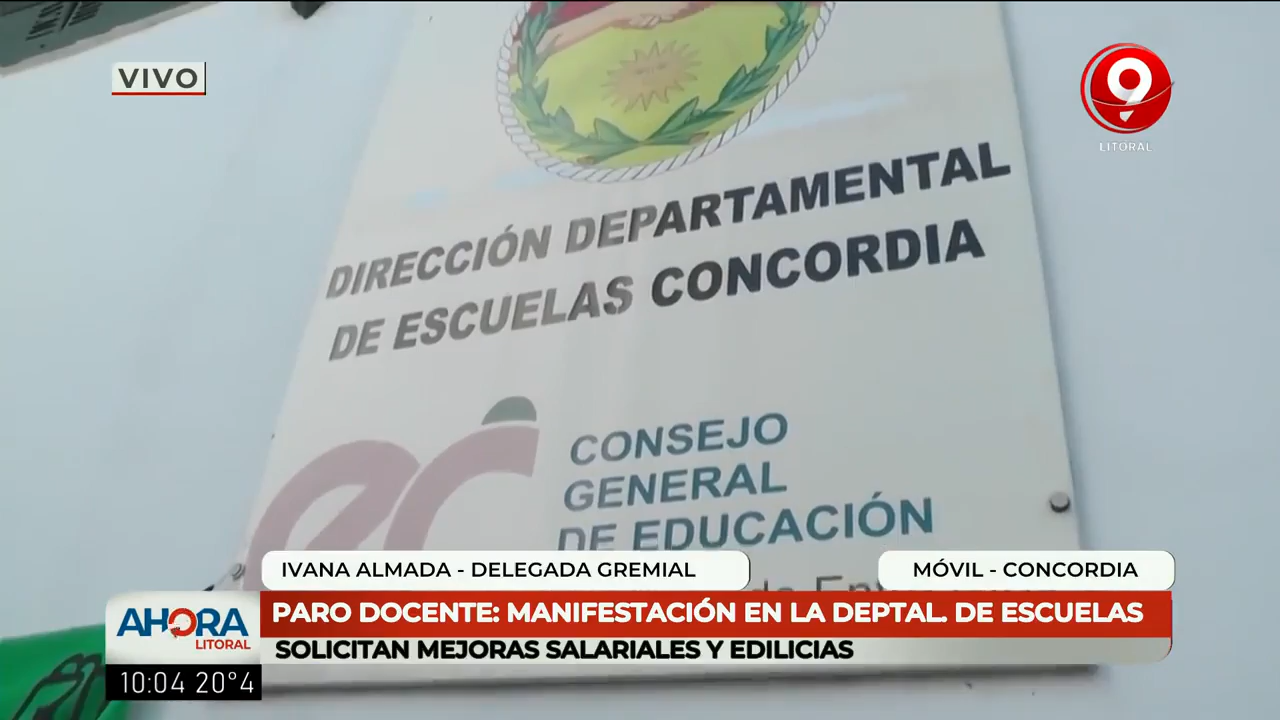 VIVO
9
LITORAL
DIRECCIÓN DEPARTAMENTAL
DE ESCUELAS CONCORDIA
CONSEJO
GENERAL
DE EDUCACIÓN
IVANA ALMADA - DELEGADA GREMIAL
MÓVIL - CONCORDIA
AHORA
LITORAL
PARO DOCENTE: MANIFESTACIÓN EN LA DEPTAL. DE ESCUELAS
SOLICITAN MEJORAS SALARIALES Y EDILICIAS
10:04 20°4